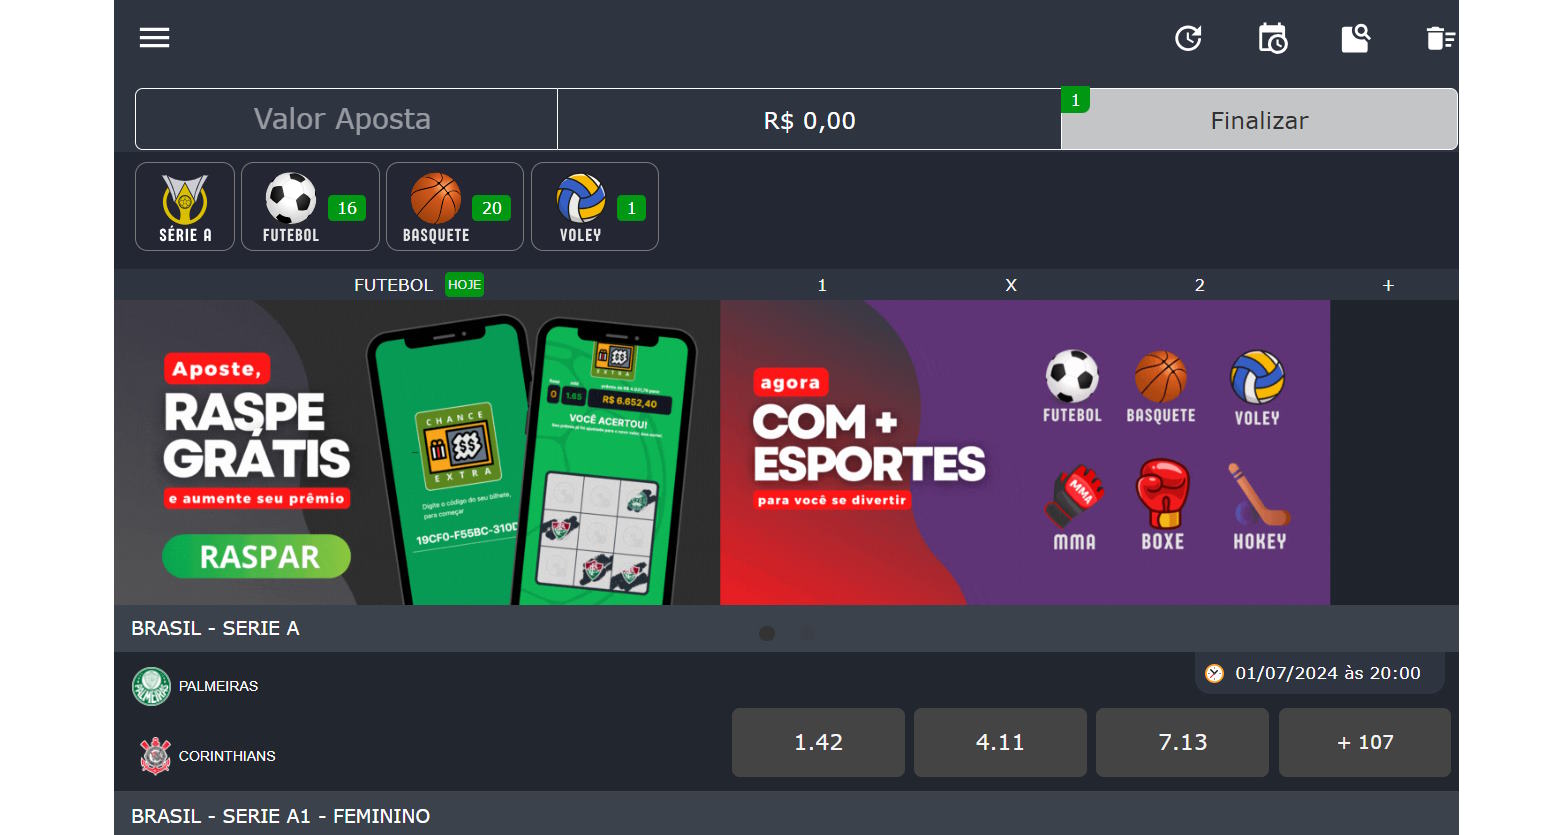 Valor Aposta
R$ 0,00
1
Finalizar
SÉRIE A
FUTEBOL
16
BASQUETE
20
VOLEY
1
FUTEBOL HOJE 1 X 2 +
Aposte,
RASPE
GRÁTIS
e aumente seu prêmio
RASPAR
CHANCE
EXTRA
Digite o código do seu bilhete,
para começar
19CF0-F55BC-310D
EXTRA
0 1.65 R$ 6.652,40
VOCÊ ACERTOU!
agora
COM +
ESPORTES
para você se divertir
FUTEBOL BASQUETE VOLEY
MMA
MMA BOXE HOKEY
BRASIL - SERIE A
PALMEIRAS
01/07/2024 às 20:00
CORINTHIANS
1.42 4.11 7.13 + 107
BRASIL - SERIE A1 - FEMININO